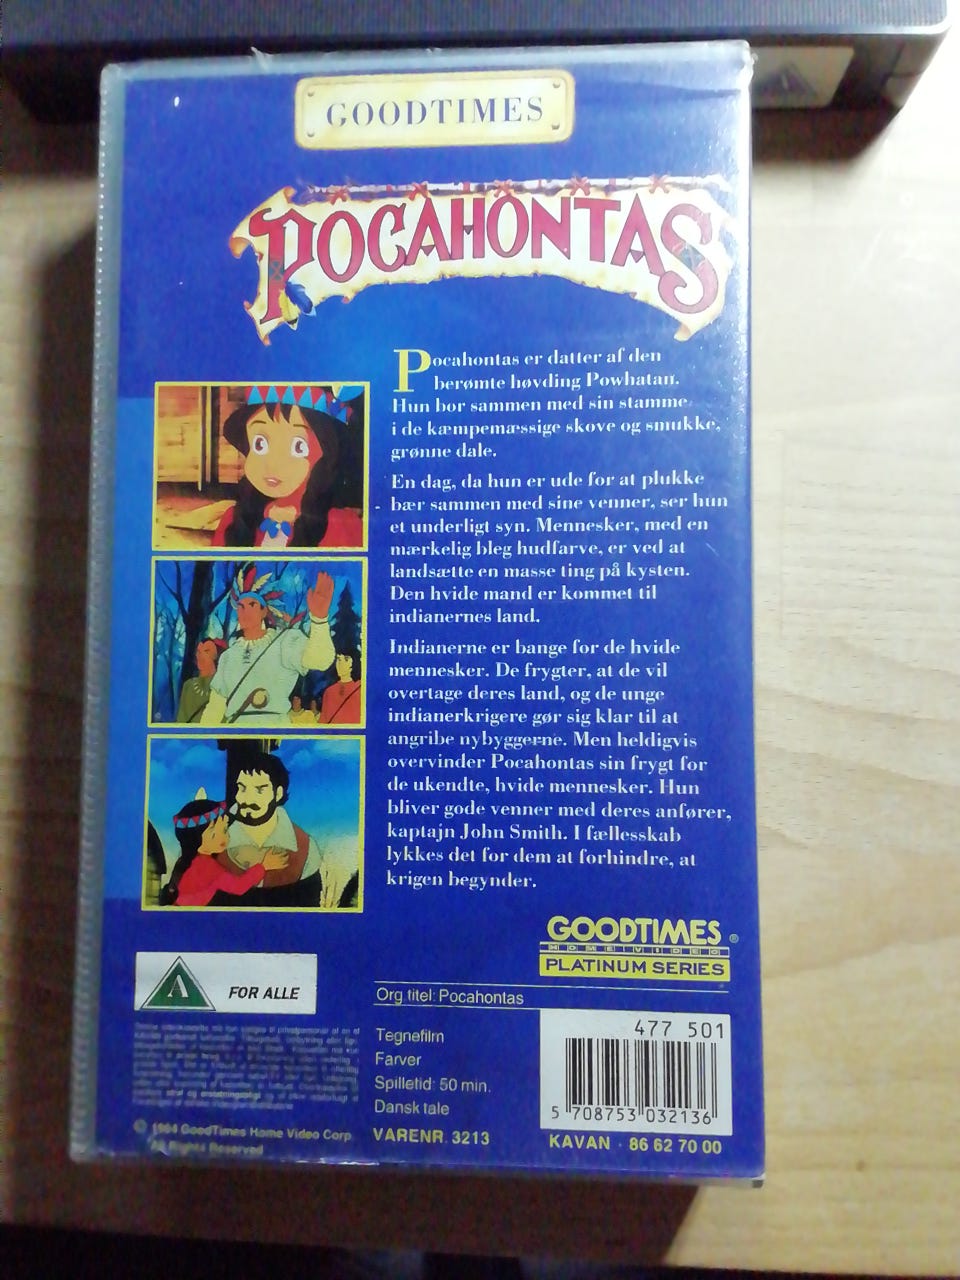 GOODTIMES
POCAHONTAS
Pocahontas er datter af den
berømte høvding Powhatan.
Hun bor sammen med sin stamme
i de kæmpemæssige skove og smukke,
grønne dale.
En dag, da hun er ude for at plukke
bær sammen med sine venner, ser hun
et underligt syn. Mennesker, med en
mærkelig bleg hudfarve, er ved at
landsætte en masse ting på kysten.
Den hvide mand er kommet til
indianernes land.
Indianerne er bange for de hvide
mennesker. De frygter, at de vil
overtage deres land, og de unge
indianerkrigere gør sig klar til at
angribe nybyggerne. Men heldigvis
overvinder Pocahontas sin frygt for
de ukendte, hvide mennesker. Hun
bliver gode venner med deres anfører,
kaptajn John Smith. I fællesskab
lykkes det for dem at forhindre, at
krigen begynder.
GOODTIMES ®
HOME VIDEO
PLATINUM SERIES
A FOR ALLE
Org titel: Pocahontas
Tegnefilm
Farver
Spilletid: 50 min.
Dansk tale
VARENR. 3213
477 501
5 708753 032136
KAVAN · 86 62 70 00
© 1994 GoodTimes Home Video Corp.
All Rights Reserved